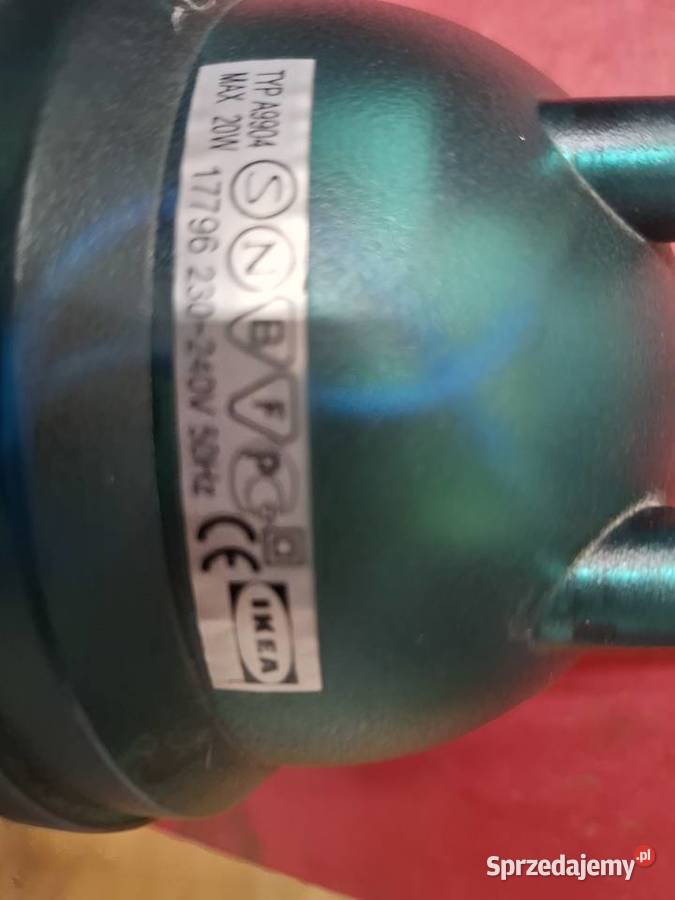 TYP A9904
MAX 20W
S N B F P
17796 230-240V 50Hz
CE
IKEA
Sprzedajemy.pl